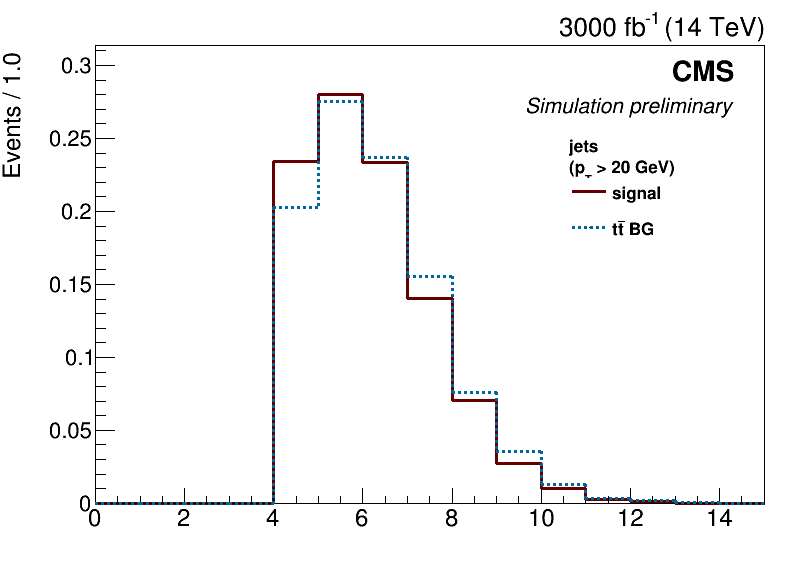 3000 fb⁻¹ (14 TeV)
Events / 1.0
CMS
Simulation preliminary
jets
(p_T > 20 GeV)
signal
tt̄ BG
0.3
0.25
0.2
0.15
0.1
0.05
0
0 2 4 6 8 10 12 14